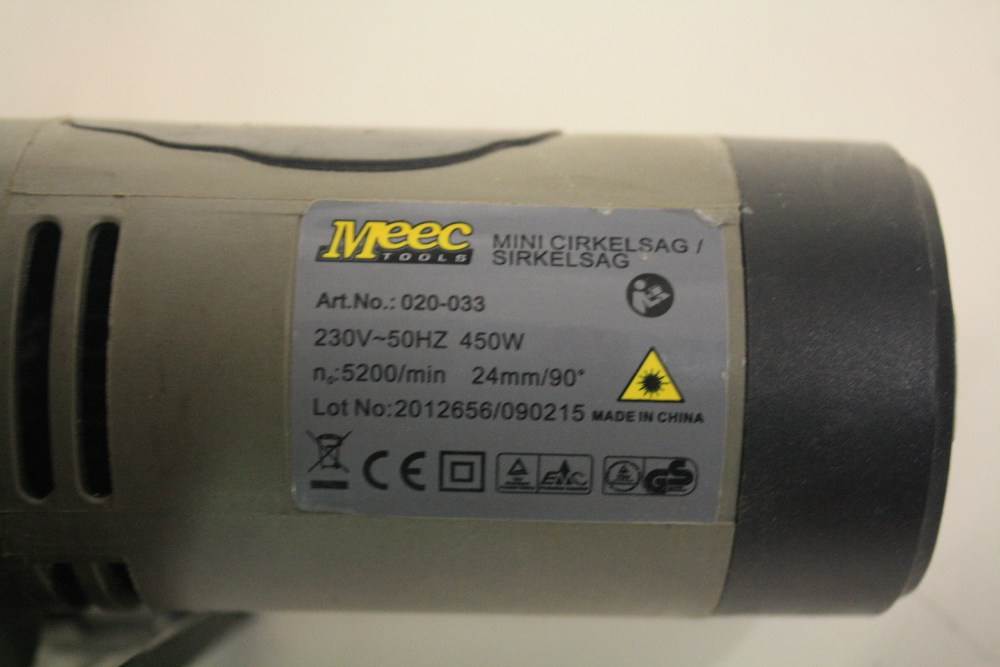 Meec
TOOLS
MINI CIRKELSAG /
SIRKELSAG
Art.No.: 020-033
230V~50HZ 450W
n₀:5200/min 24mm/90°
Lot No:2012656/090215
MADE IN CHINA
CE
EMC
GS